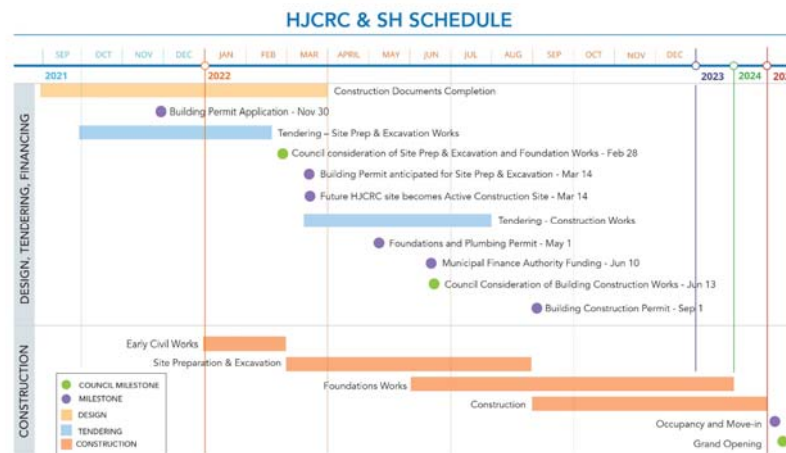 HJCRC & SH SCHEDULE
SEP OCT NOV DEC JAN FEB MAR APRIL MAY JUN JUL AUG SEP OCT NOV DEC
2021 2022 2023 2024
DESIGN, TENDERING, FINANCING
Construction Documents Completion
Building Permit Application - Nov 30
Tendering – Site Prep & Excavation Works
Council consideration of Site Prep & Excavation and Foundation Works - Feb 28
Building Permit anticipated for Site Prep & Excavation - Mar 14
Future HJCRC site becomes Active Construction Site - Mar 14
Tendering - Construction Works
Foundations and Plumbing Permit - May 1
Municipal Finance Authority Funding - Jun 10
Council Consideration of Building Construction Works - Jun 13
Building Construction Permit - Sep 1
CONSTRUCTION
Early Civil Works
Site Preparation & Excavation
Foundations Works
Construction
Occupancy and Move-in
Grand Opening
COUNCIL MILESTONE
MILESTONE
DESIGN
TENDERING
CONSTRUCTION